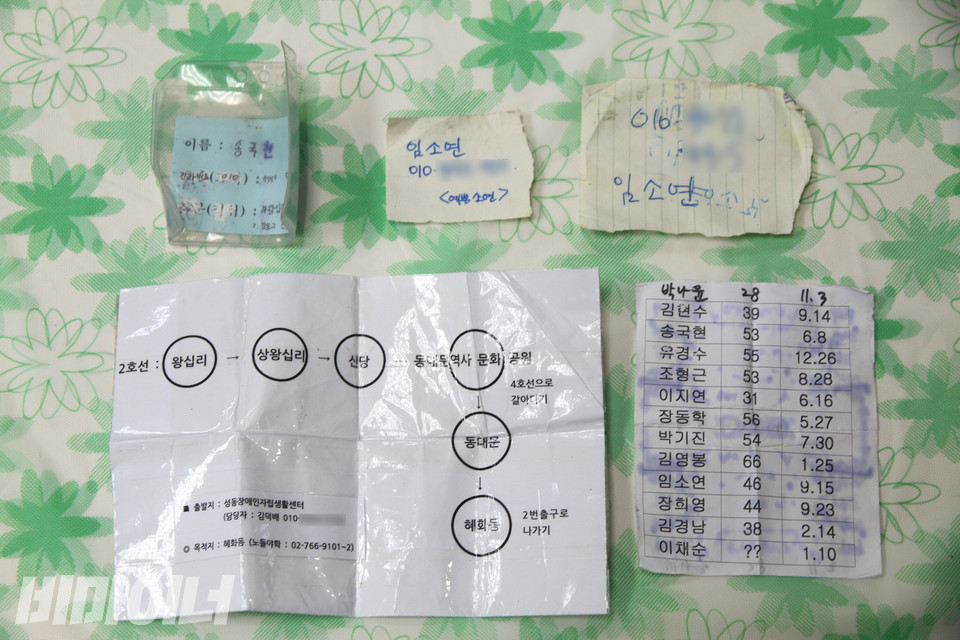 이름 : 송국현
임소연
010
<예쁜 소연>
010
임소연
2호선 : 왕십리 → 상왕십리 → 신당 ····· 동대문역사 문화 공원
4호선으로
갈아타기
↓
동대문
↓
혜화동
2번출구로
나가기
■ 출발지 : 성동장애인자립생활센터
(담당자 : 김덕배 010-
◎ 목적지 : 혜화동 (노들야학 : 02-766-9101~2)
박나윤 28 11.3
김현수 39 9.14
송국현 53 6.8
유경수 55 12.26
조형근 53 8.28
이지연 31 6.16
장동학 56 5.27
박기진 54 7.30
김영봉 66 1.25
임소연 46 9.15
장희영 44 9.23
김경남 38 2.14
이채순 ?? 1.10
비마이너